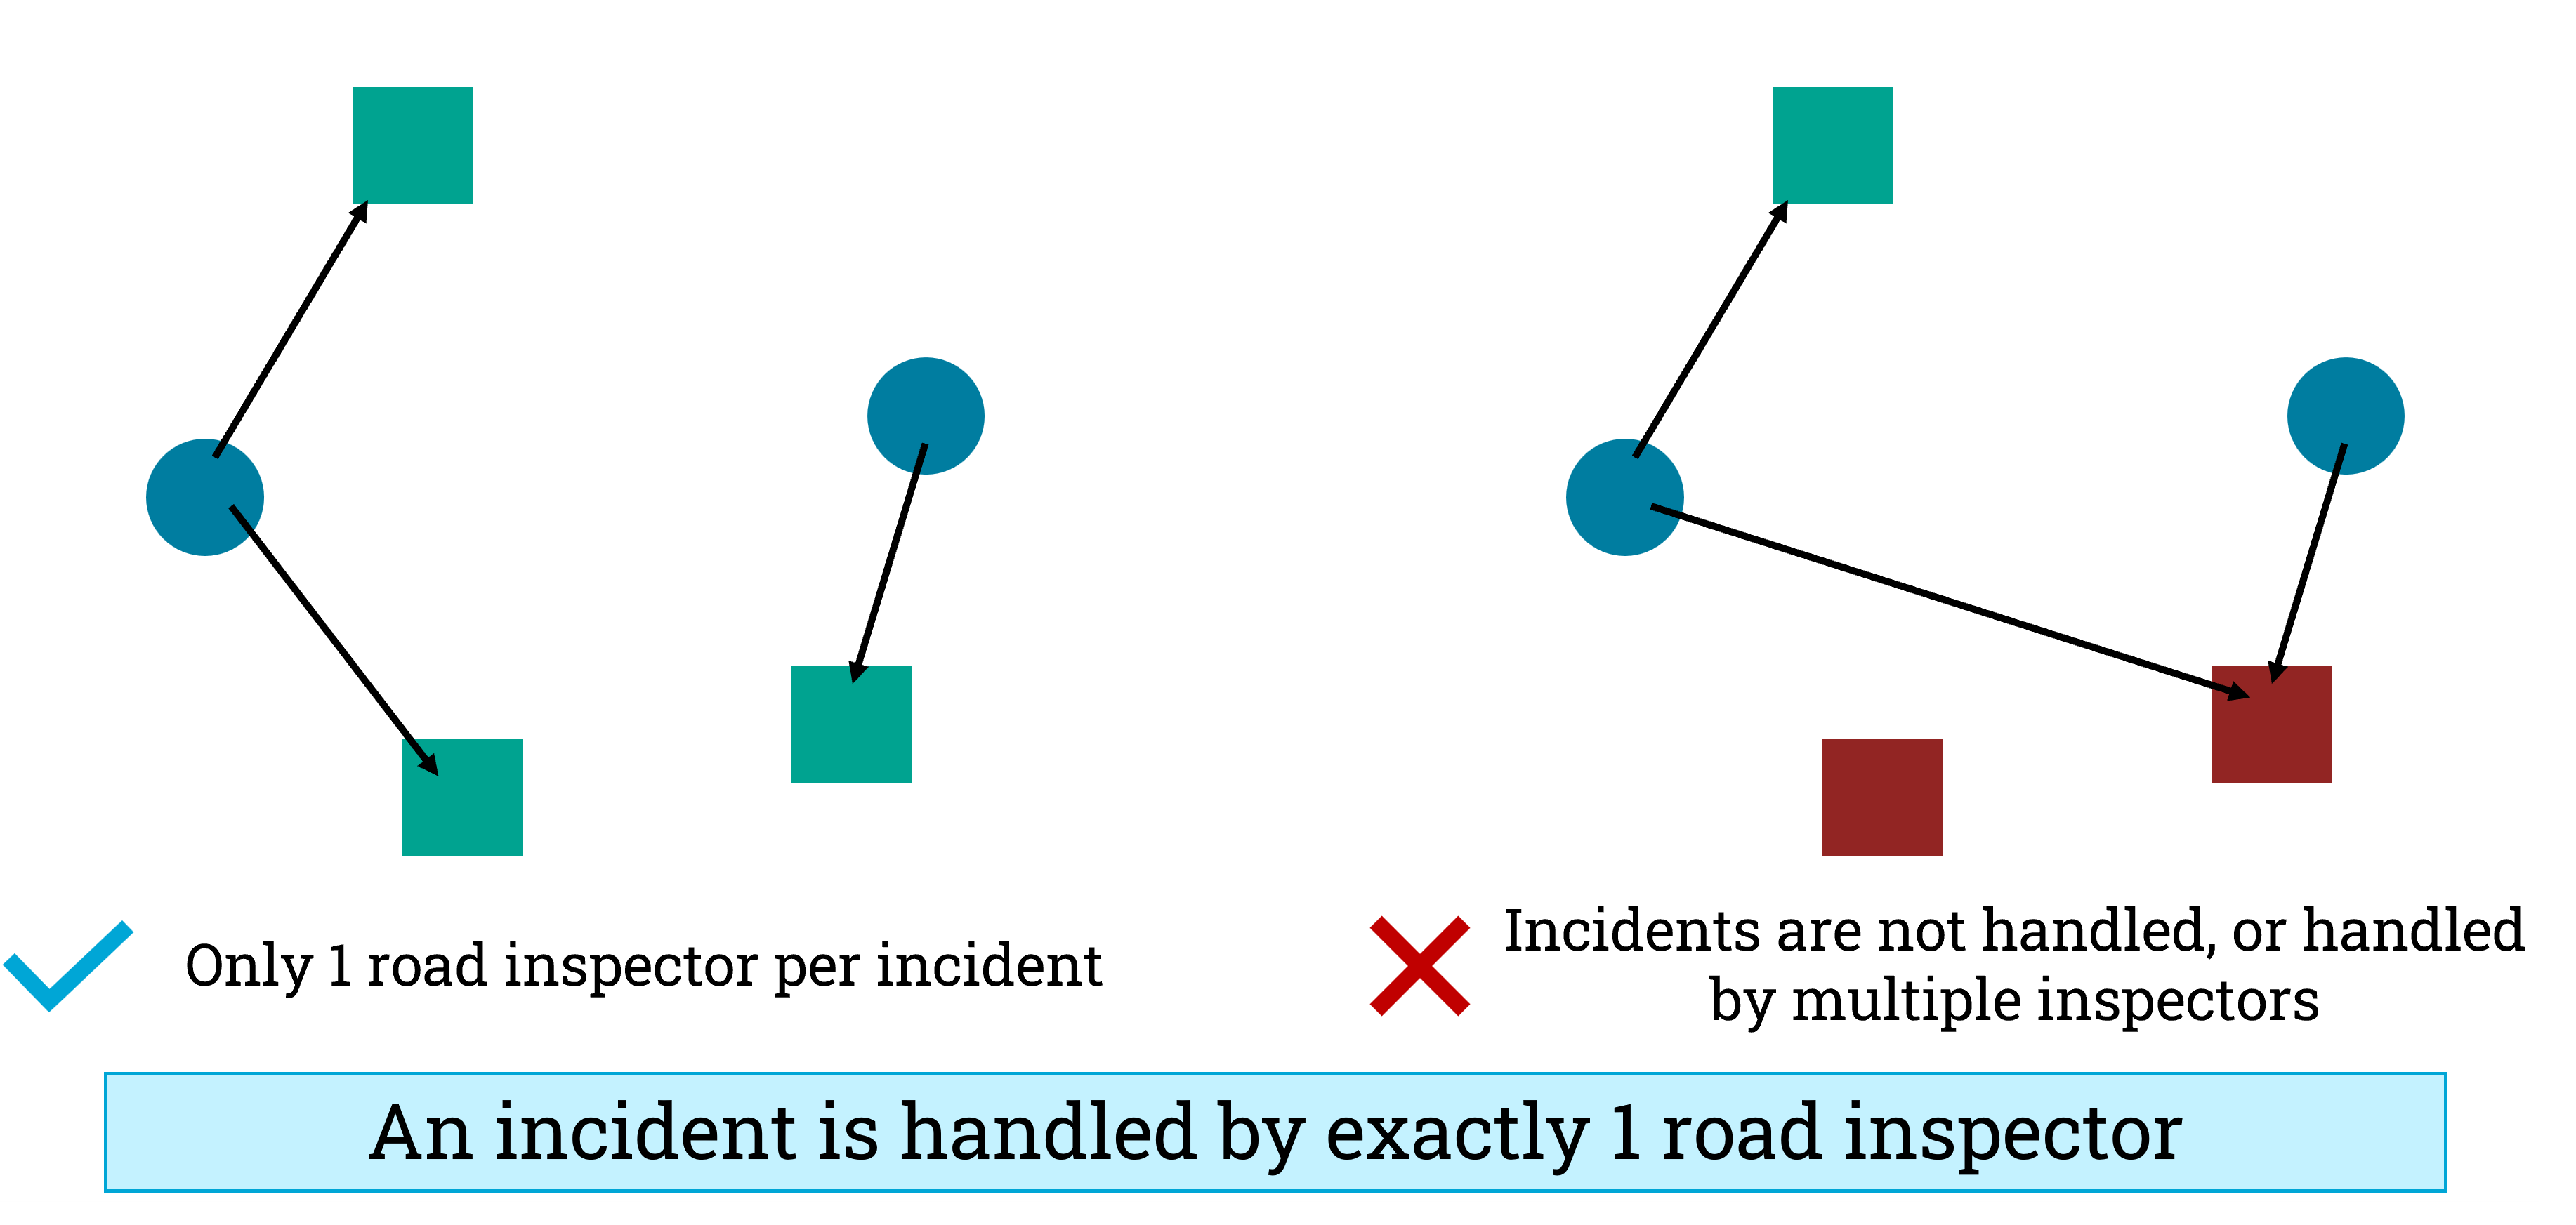 Only 1 road inspector per incident
Incidents are not handled, or handled
by multiple inspectors
An incident is handled by exactly 1 road inspector